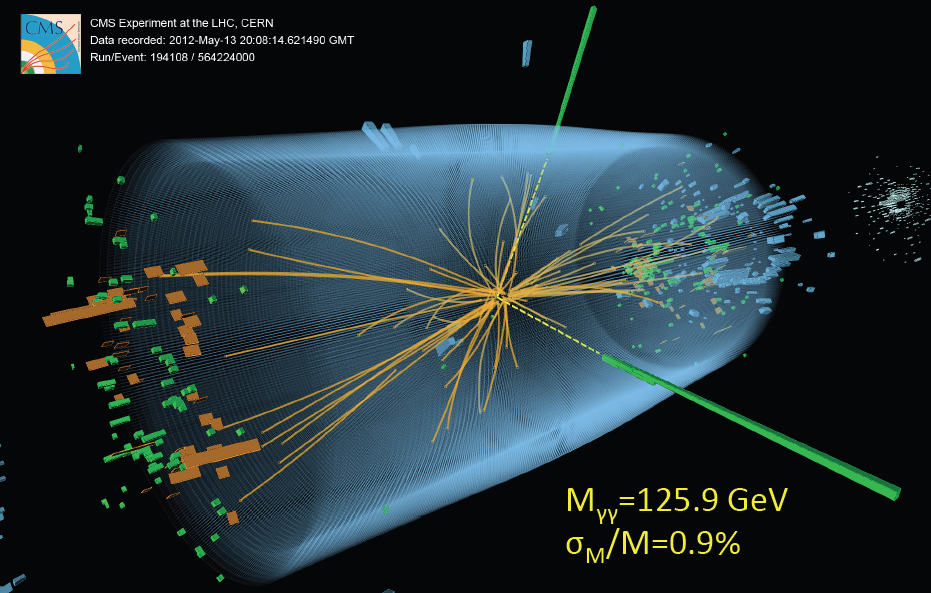 CMS
CMS Experiment at the LHC, CERN
Data recorded: 2012-May-13 20:08:14.621490 GMT
Run/Event: 194108 / 564224000
Mγγ=125.9 GeV
σM/M=0.9%